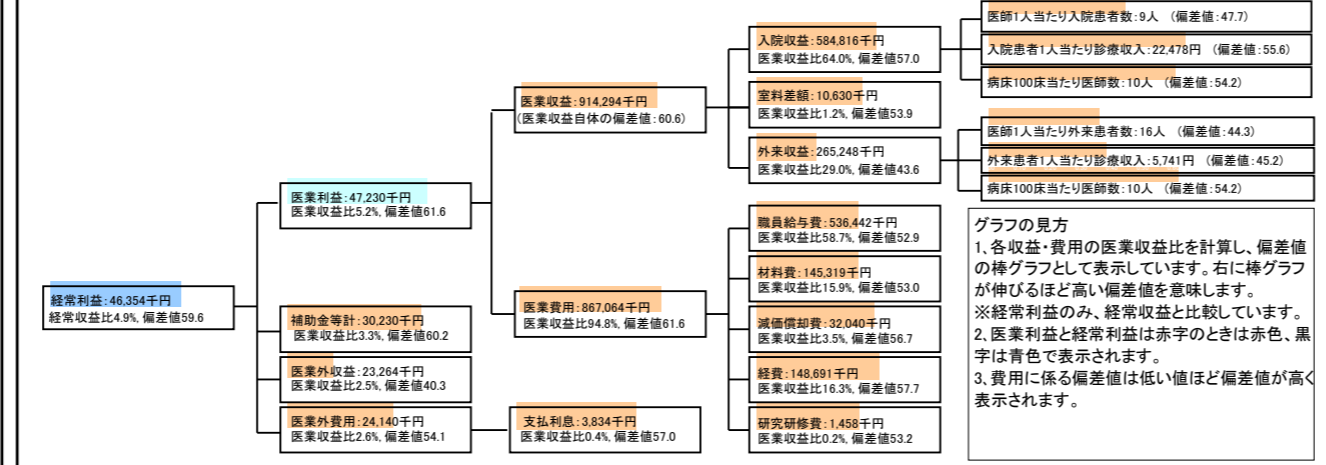 経常利益:46,354千円
経常収益比4.9%, 偏差値59.6
医業利益:47,230千円
医業収益比5.2%, 偏差値61.6
補助金等計:30,230千円
医業収益比3.3%, 偏差値60.2
医業外収益:23,264千円
医業収益比2.5%, 偏差値40.3
医業外費用:24,140千円
医業収益比2.6%, 偏差値54.1
医業収益:914,294千円
(医業収益自体の偏差値:60.6)
医業費用:867,064千円
医業収益比94.8%, 偏差値61.6
支払利息:3,834千円
医業収益比0.4%, 偏差値57.0
入院収益:584,816千円
医業収益比64.0%, 偏差値57.0
室料差額:10,630千円
医業収益比1.2%, 偏差値53.9
外来収益:265,248千円
医業収益比29.0%, 偏差値43.6
職員給与費:536,442千円
医業収益比58.7%, 偏差値52.9
材料費:145,319千円
医業収益比15.9%, 偏差値53.0
減価償却費:32,040千円
医業収益比3.5%, 偏差値56.7
経費:148,691千円
医業収益比16.3%, 偏差値57.7
研究研修費:1,458千円
医業収益比0.2%, 偏差値53.2
医師1人当たり入院患者数:9人 (偏差値:47.7)
入院患者1人当たり診療収入:22,478円 (偏差値:55.6)
病床100床当たり医師数:10人 (偏差値:54.2)
医師1人当たり外来患者数:16人 (偏差値:44.3)
外来患者1人当たり診療収入:5,741円 (偏差値:45.2)
病床100床当たり医師数:10人 (偏差値:54.2)
グラフの見方
1、各収益・費用の医業収益比を計算し、偏差値
の棒グラフとして表示しています。右に棒グラフ
が伸びるほど高い偏差値を意味します。
※経常利益のみ、経常収益と比較しています。
2、医業利益と経常利益は赤字のときは赤色、黒
字は青色で表示されます。
3、費用に係る偏差値は低い値ほど偏差値が高く
表示されます。